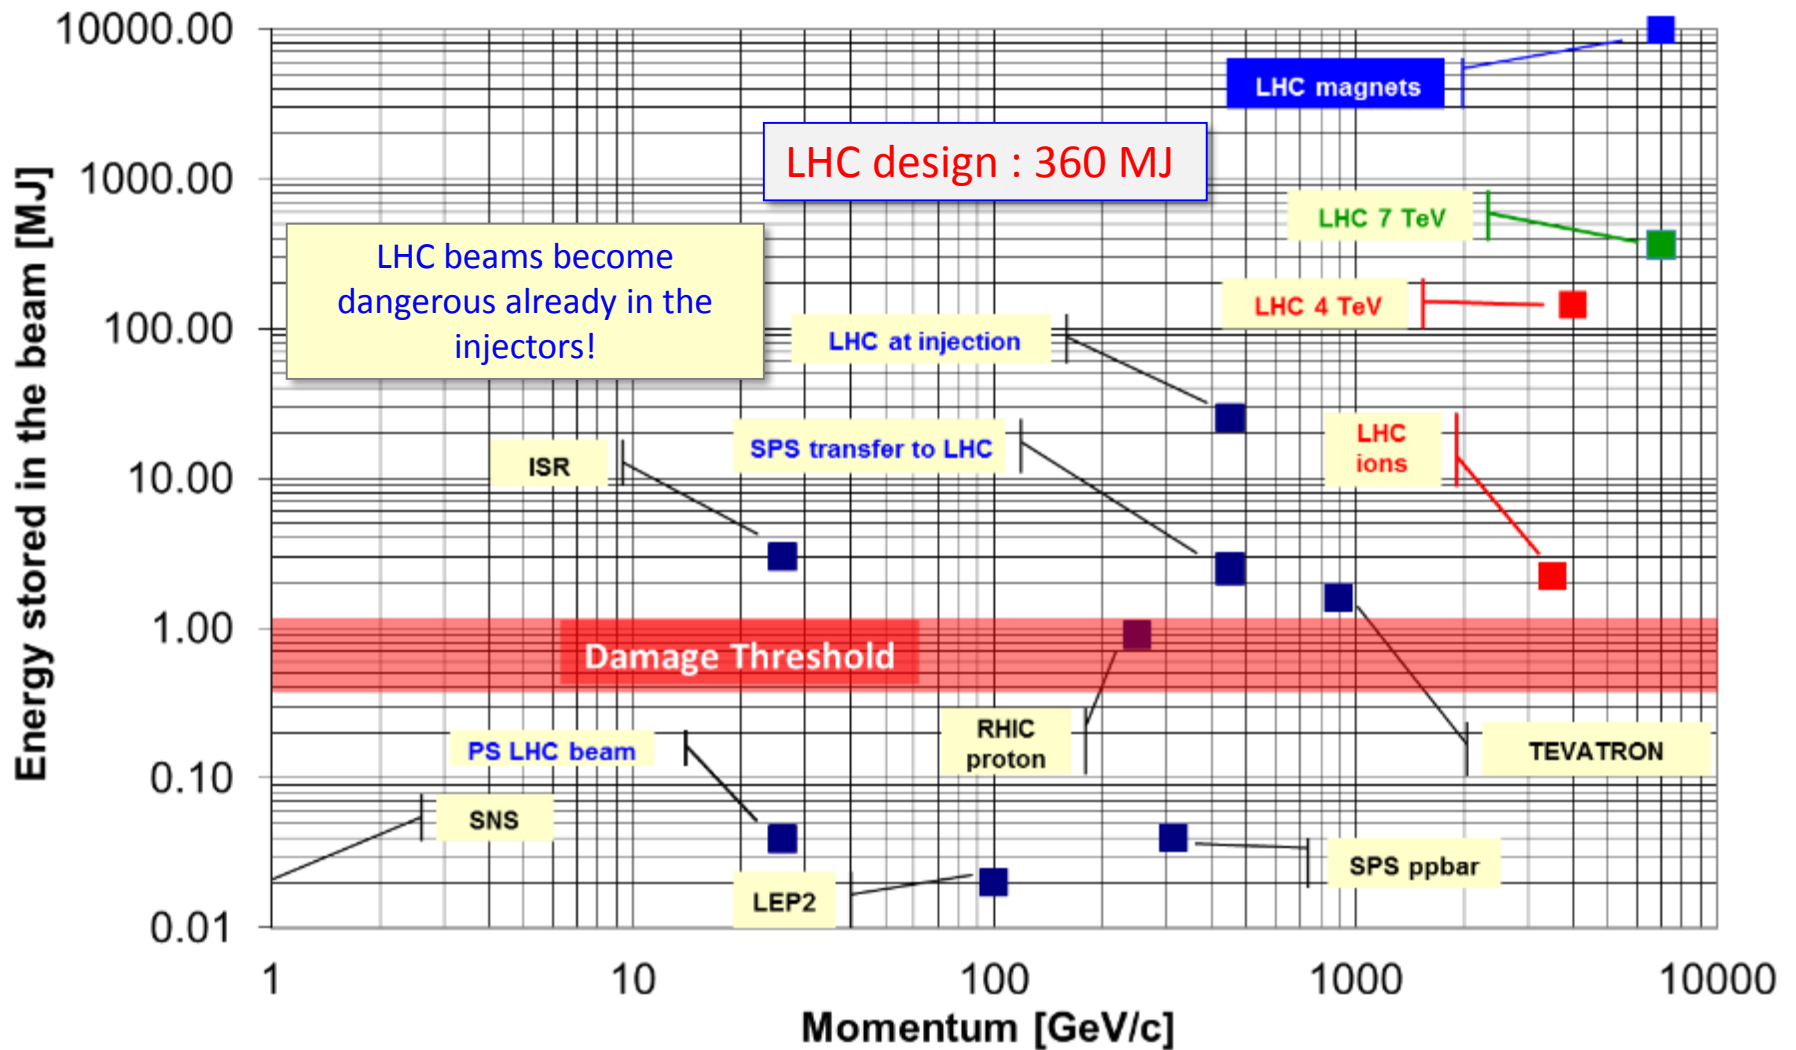 10000.00
LHC magnets
LHC design : 360 MJ
1000.00
LHC 7 TeV
LHC beams become
dangerous already in the
injectors!
LHC 4 TeV
100.00
LHC at injection
SPS transfer to LHC
LHC
ions
ISR
10.00
1.00
Damage Threshold
RHIC
proton
TEVATRON
PS LHC beam
0.10
SNS
SPS ppbar
LEP2
0.01
1
10
100
1000
10000
Momentum [GeV/c]
Energy stored in the beam [MJ]